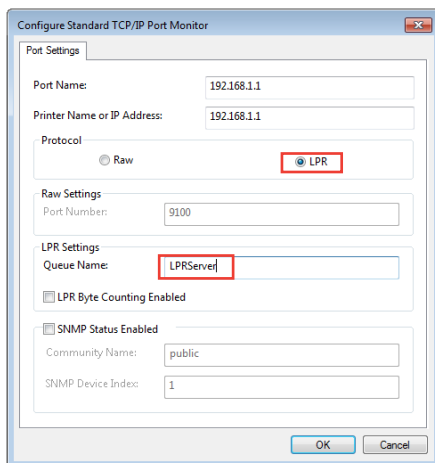 Configure Standard TCP/IP Port Monitor
Port Settings
Port Name: 192.168.1.1
Printer Name or IP Address: 192.168.1.1
Protocol
Raw LPR
Raw Settings
Port Number: 9100
LPR Settings
Queue Name: LPRServer
LPR Byte Counting Enabled
SNMP Status Enabled
Community Name: public
SNMP Device Index: 1
OK Cancel